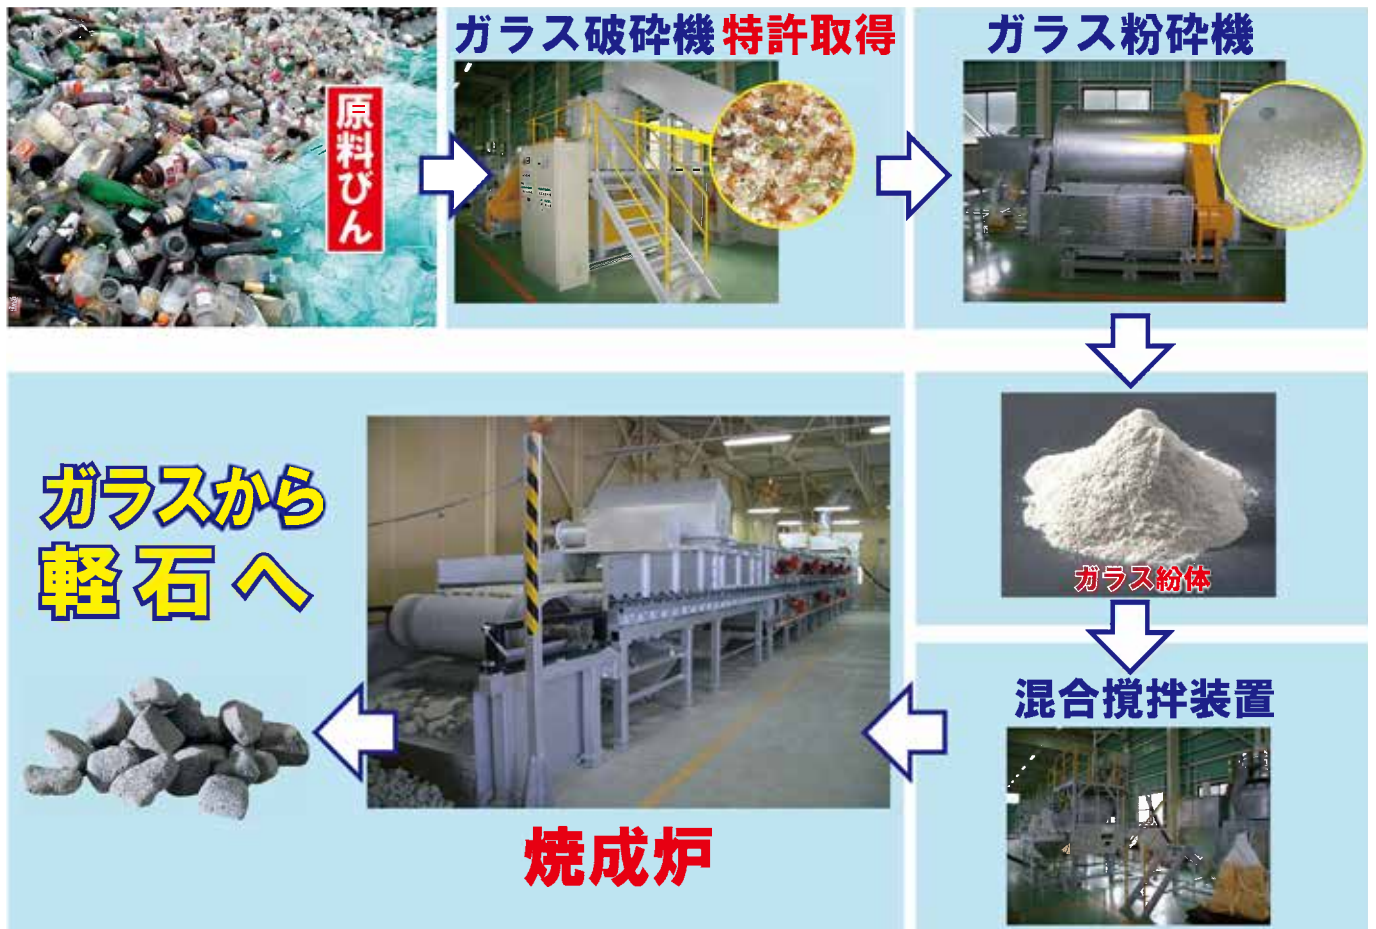 原料びん
ガラス破砕機 特許取得
ガラス粉砕機
ガラス紛体
混合撹拌装置
焼成炉
ガラスから
軽石へ